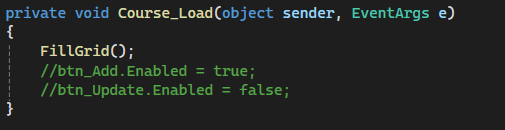 private void Course_Load(object sender, EventArgs e)
{
    FillGrid();
    //btn_Add.Enabled = true;
    //btn_Update.Enabled = false;
}